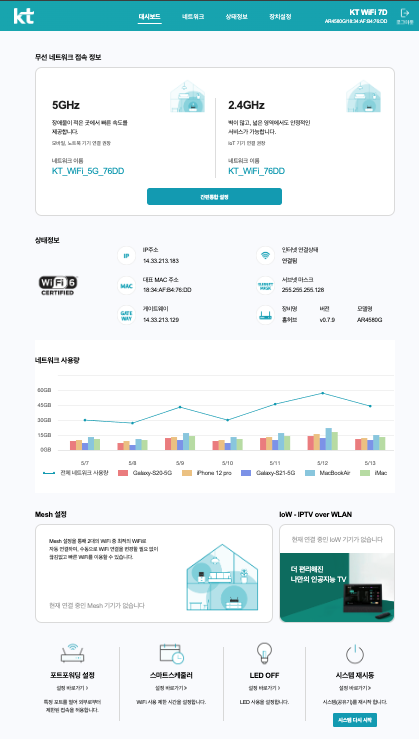 kt
대시보드 네트워크 상태정보 장치설정
KT WiFi 7D
AR4580G/18:34:AF:B4:76:DD
로그아웃
무선 네트워크 접속 정보
5GHz
장애물이 적은 곳에서 빠른 속도를
제공합니다.
모바일, 노트북 기기 연결 권장
네트워크 이름
KT_WiFi_5G_76DD
2.4GHz
벽이 많고, 넓은 영역에서도 안정적인
서비스가 가능합니다.
IoT 기기 연결 권장
네트워크 이름
KT_WiFi_76DD
간편통합 설정
상태정보
Wi Fi 6
CERTIFIED
IP
IP주소
14.33.213.183
인터넷 연결상태
연결됨
MAC
대표 MAC 주소
18:34:AF:B4:76:DD
SUBNET
MASK
서브넷 마스크
255.255.255.128
GATE
WAY
게이트웨이
14.33.213.129
장비명 버전 모델명
홈허브 v0.7.9 AR4580G
네트워크 사용량
60GB
45GB
30GB
15GB
0GB
5/7 5/8 5/9 5/10 5/11 5/12 5/13
전체 네트워크 사용량 Galaxy-S20-5G iPhone 12 pro Galaxy-S21-5G MacBookAir iMac
Mesh 설정
Mesh 설정을 통해 2대의 WiFi 중 최적의 WiFi로
자동 연결하여, 수동으로 WiFi 연결을 변경할 필요 없이
끊김없고 빠른 WiFi를 이용할 수 있습니다.
현재 연결 중인 Mesh 기기가 없습니다
IoW - IPTV over WLAN
현재 연결 중인 IoW 기기가 없습니다
더 편리해진
나만의 인공지능 TV
포트포워딩 설정
설정 바로가기 >
특정 포트를 열어 외부로부터
제한된 접속을 허용합니다.
스마트스케줄러
설정 바로가기 >
WiFi 사용 제한 시간을 설정합니다.
LED OFF
설정 바로가기 >
LED 사용을 설정합니다.
시스템 재시동
설정 바로가기 >
시스템(공유기)를 재시작 합니다.
시스템 다시 시작